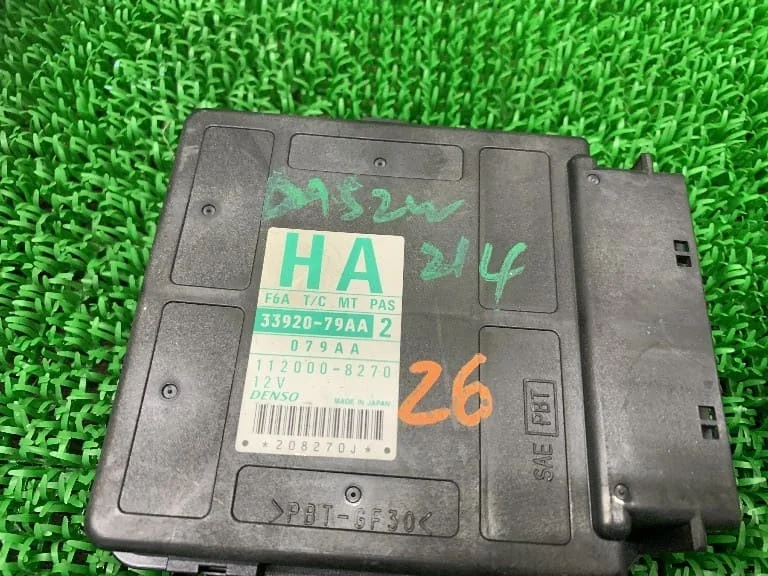 DA52W
214
HA
F6A T/C MT PAS
33920-79AA 2
079AA
112000-8270
12V
DENSO MADE IN JAPAN
*208270J*
26
SAE PBT
>PBT-GF30<